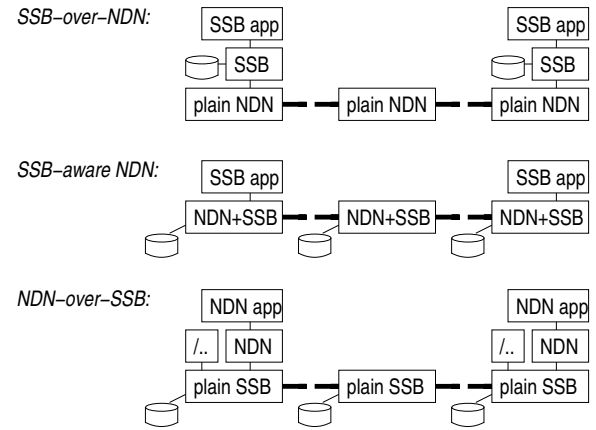 SSB–over–NDN:
SSB app SSB app
SSB SSB
plain NDN plain NDN plain NDN
SSB–aware NDN:
SSB app SSB app
NDN+SSB NDN+SSB NDN+SSB
NDN–over–SSB:
NDN app NDN app
/.. NDN /.. NDN
plain SSB plain SSB plain SSB